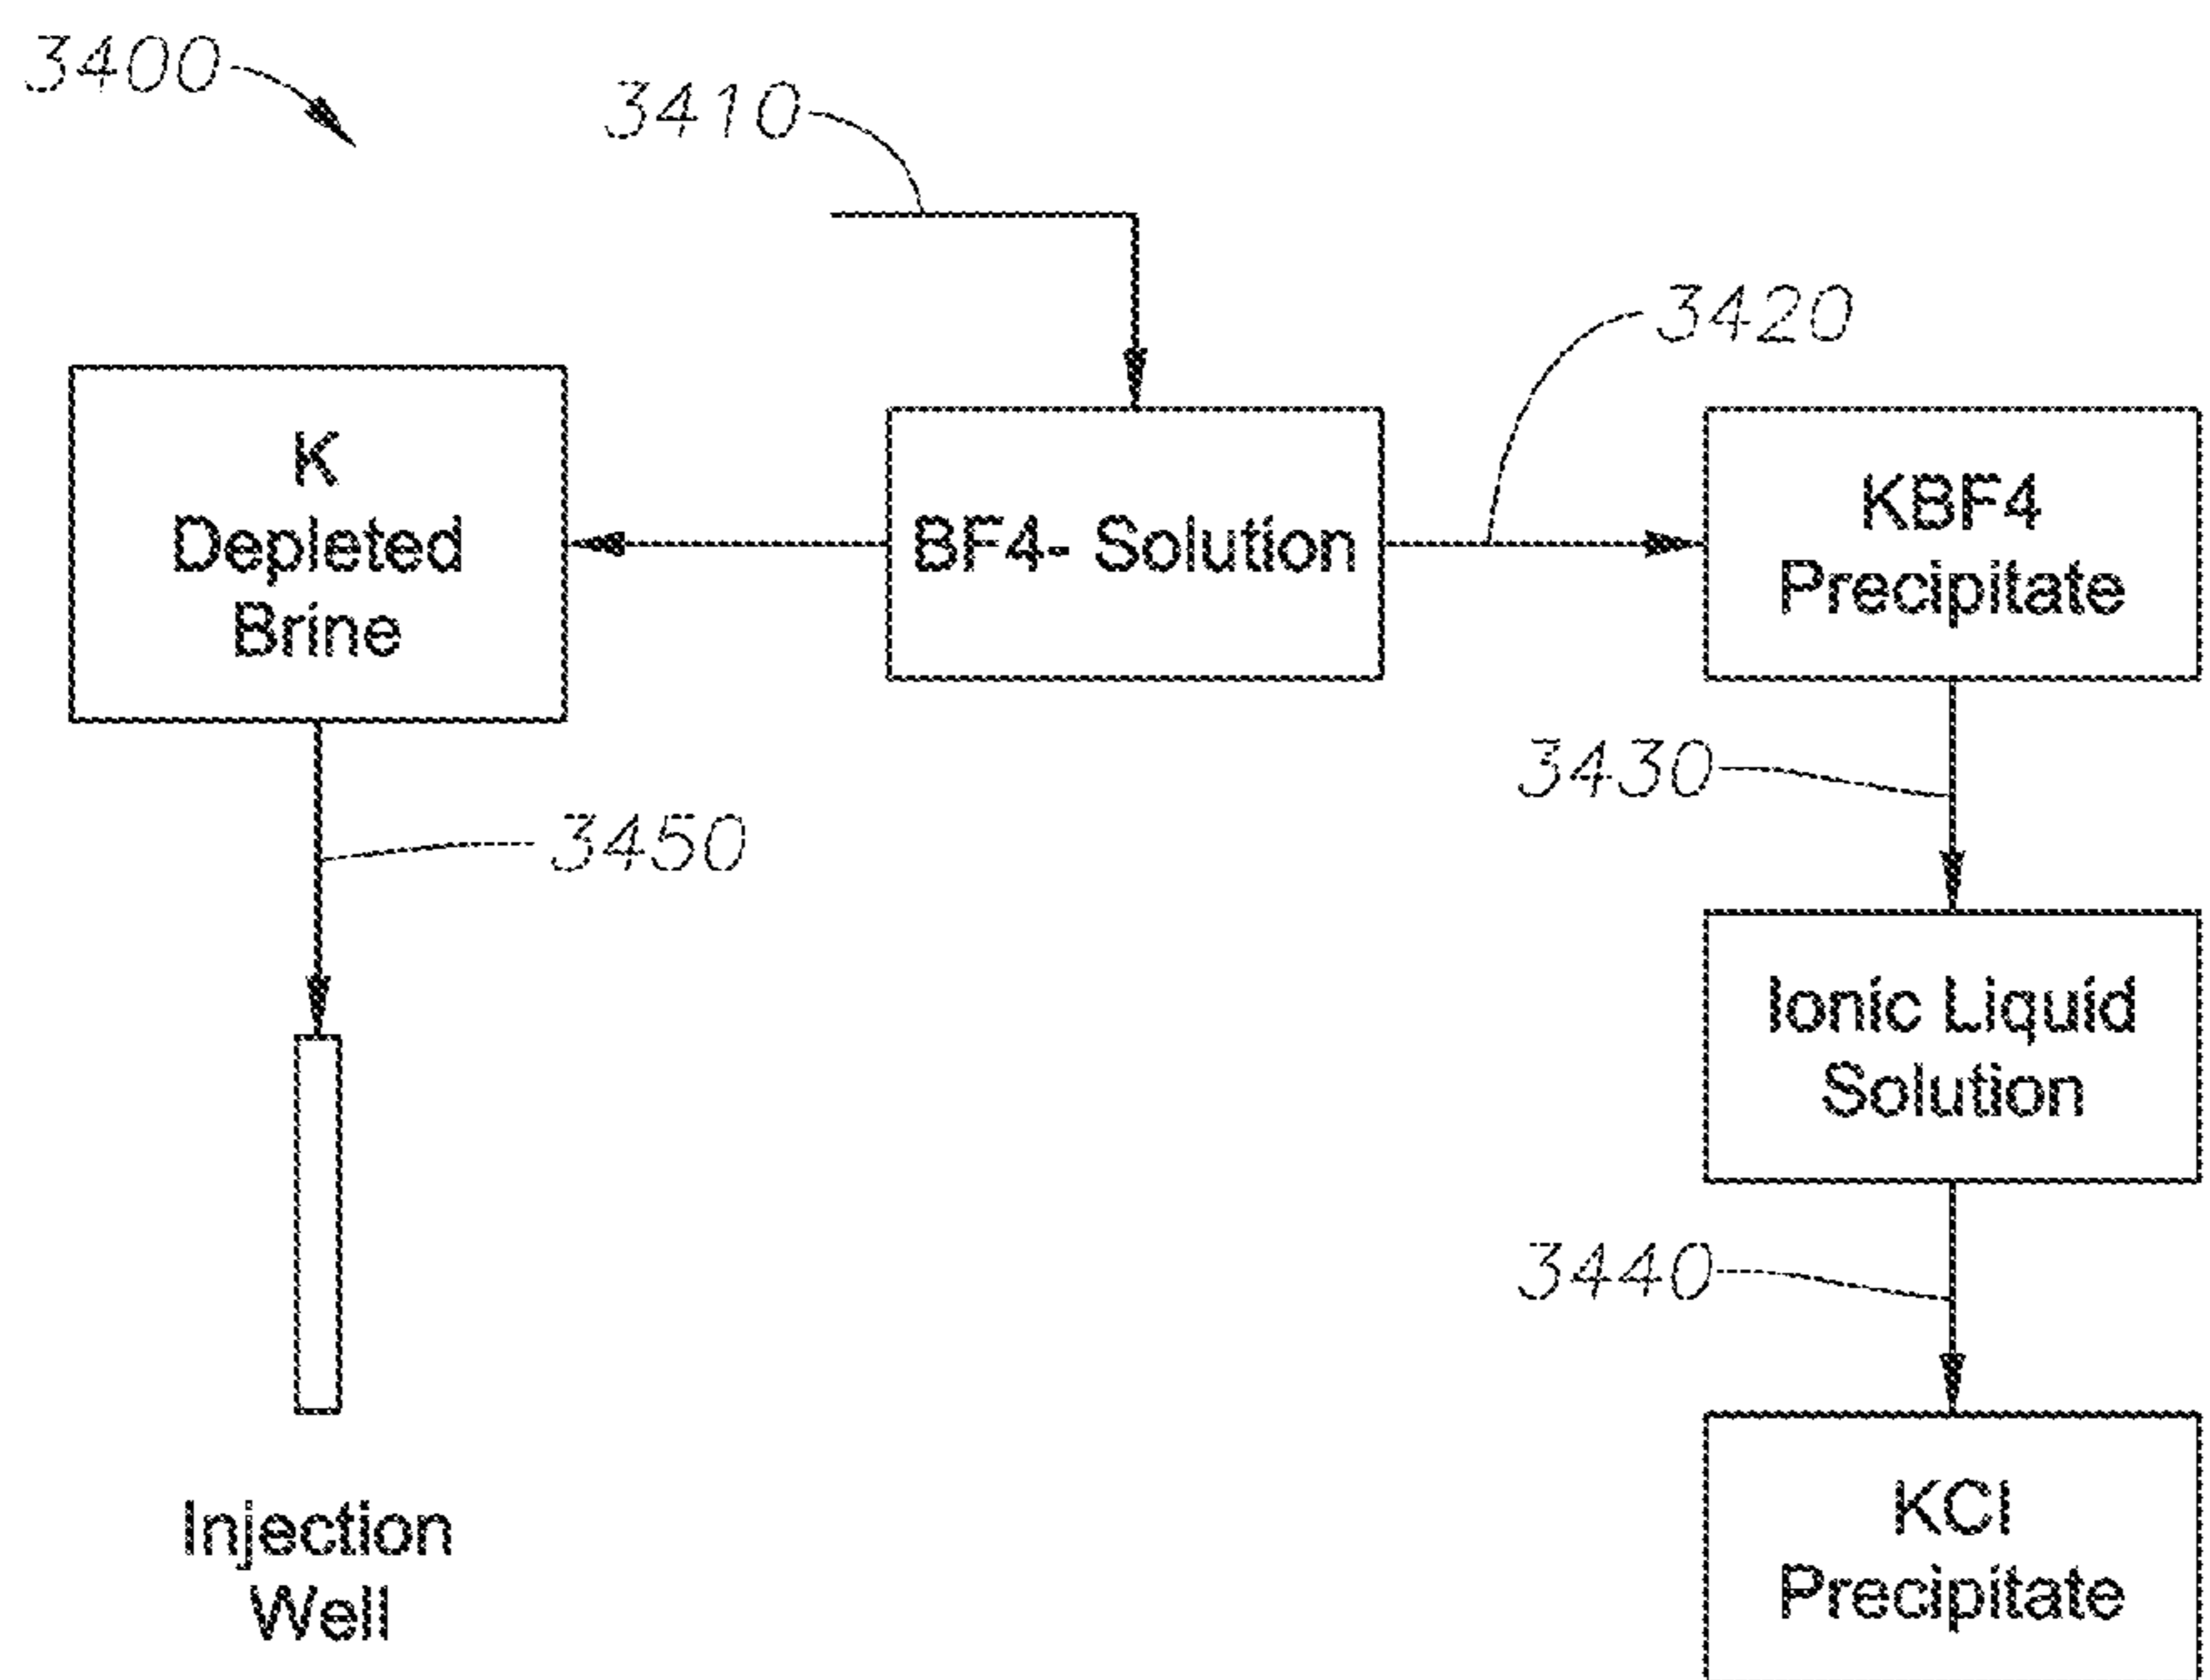 3400
3410
3420
K
Depleted
Brine
BF4- Solution
KBF4
Precipitate
3430
3450
Ionic Liquid
Solution
3440
Injection
Well
KCl
Precipitate